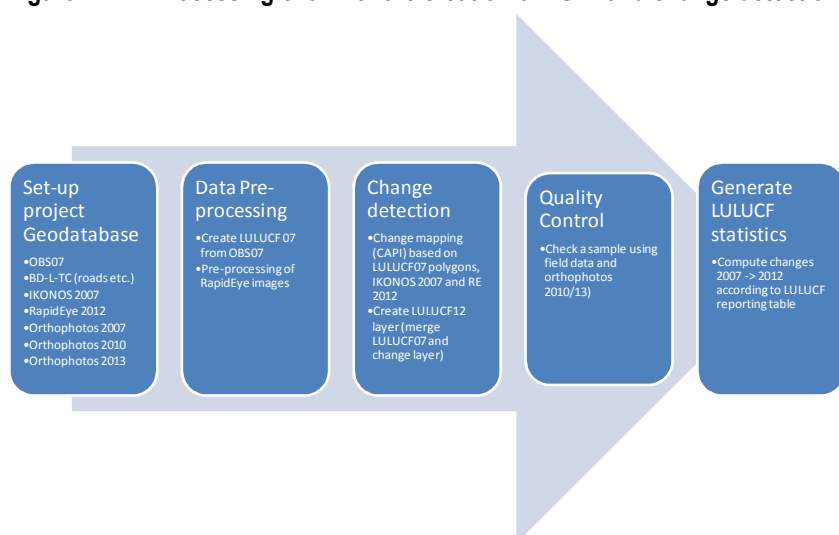 Set-up
project
Geodatabase
•OBS07
•BD-L-TC (roads etc.)
•IKONOS 2007
•RapidEye 2012
•Orthophotos 2007
•Orthophotos 2010
•Orthophotos 2013
Data Pre-
processing
•Create LULUCF 07
from OBS07
•Pre-processing of
RapidEye images
Change
detection
•Change mapping
(CAPI) based on
LULUCF07 polygons,
IKONOS 2007 and RE
2012
•Create LULUCF12
layer (merge
LULUCF07 and
change layer)
Quality
Control
•Check a sample using
field data and
orthophotos
2010/13)
Generate
LULUCF
statistics
•Compute changes
2007 -> 2012
according to LULUCF
reporting table